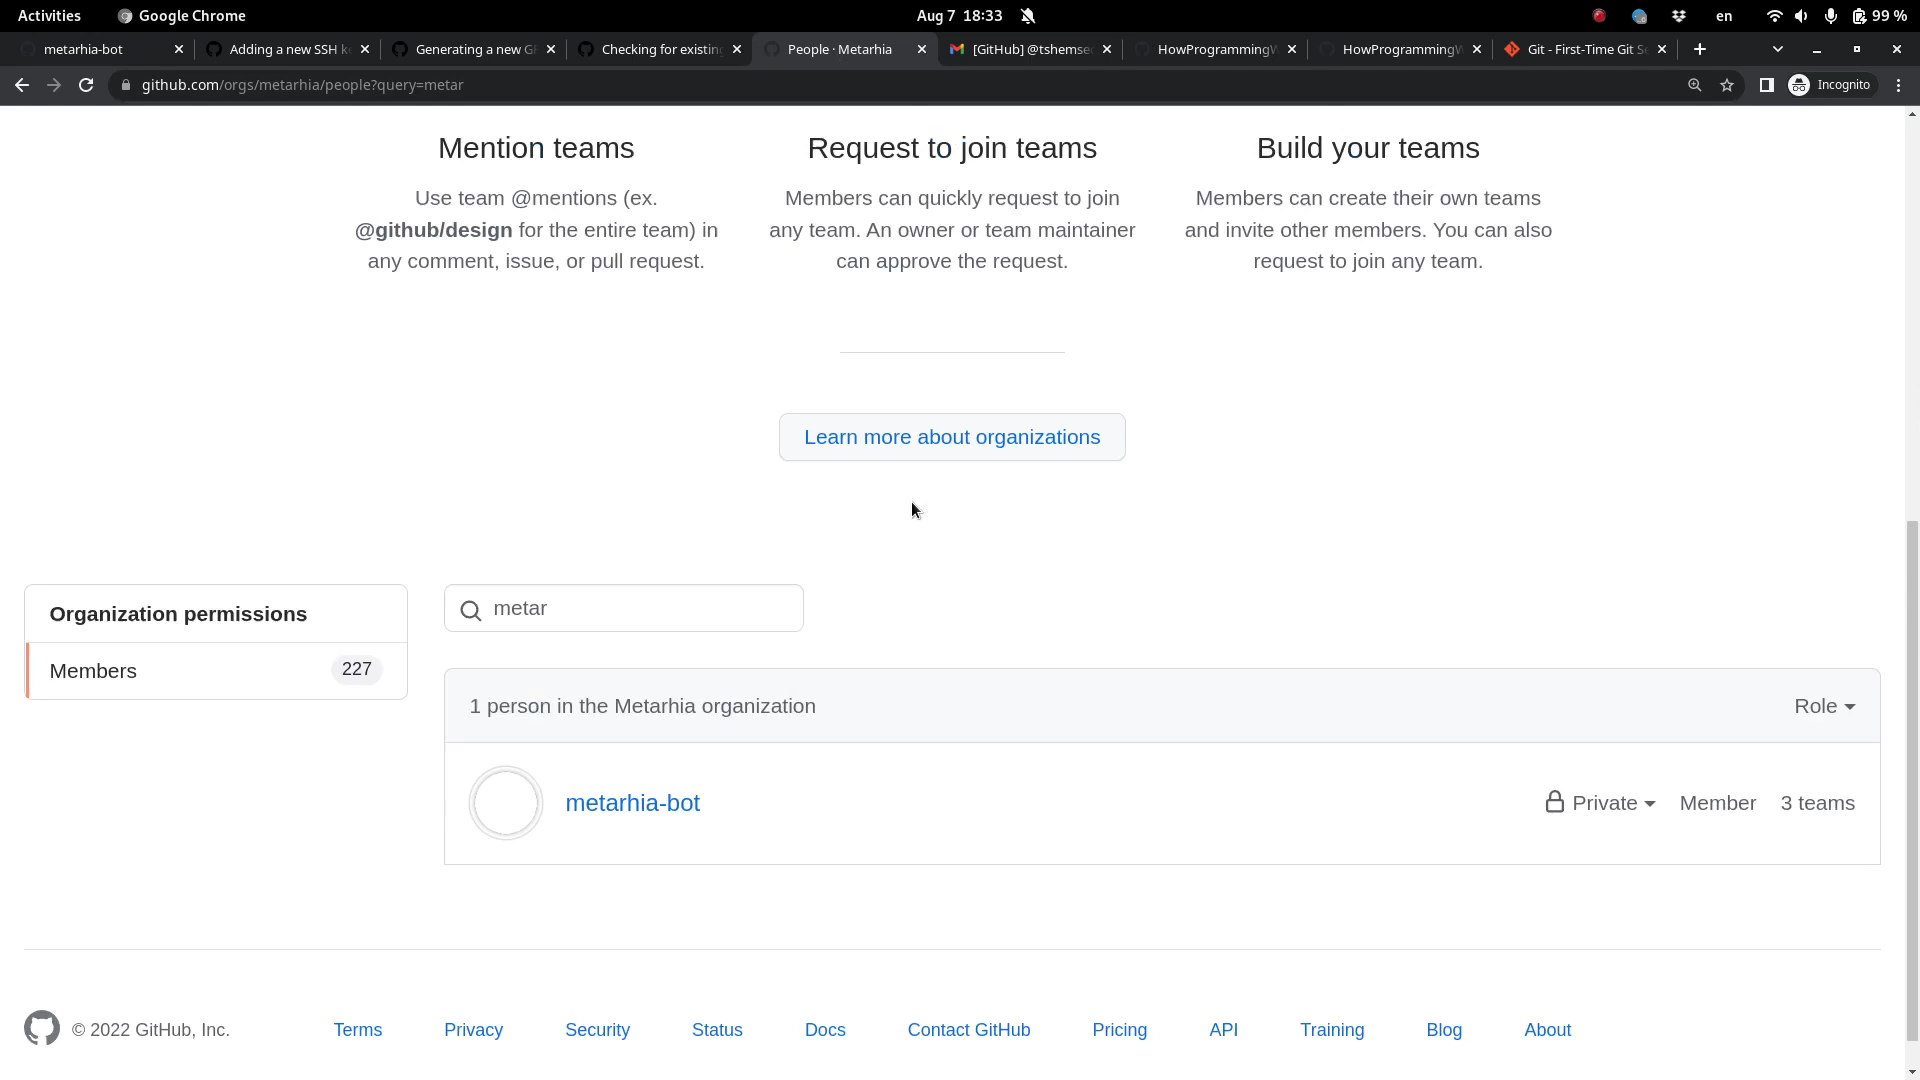 Activities
Google Chrome
Aug 7 18:33
en
99 %
metarhia-bot
Adding a new SSH k
Generating a new G
Checking for existin
People · Metarhia
[GitHub] @tshemse
HowProgrammingW
HowProgrammingW
Git - First-Time Git Se
github.com/orgs/metarhia/people?query=metar
Incognito
Mention teams
Use team @mentions (ex.
@github/design for the entire team) in
any comment, issue, or pull request.
Request to join teams
Members can quickly request to join
any team. An owner or team maintainer
can approve the request.
Build your teams
Members can create their own teams
and invite other members. You can also
request to join any team.
Learn more about organizations
Organization permissions
Members 227
metar
1 person in the Metarhia organization
Role
metarhia-bot
Private
Member
3 teams
© 2022 GitHub, Inc.
Terms
Privacy
Security
Status
Docs
Contact GitHub
Pricing
API
Training
Blog
About